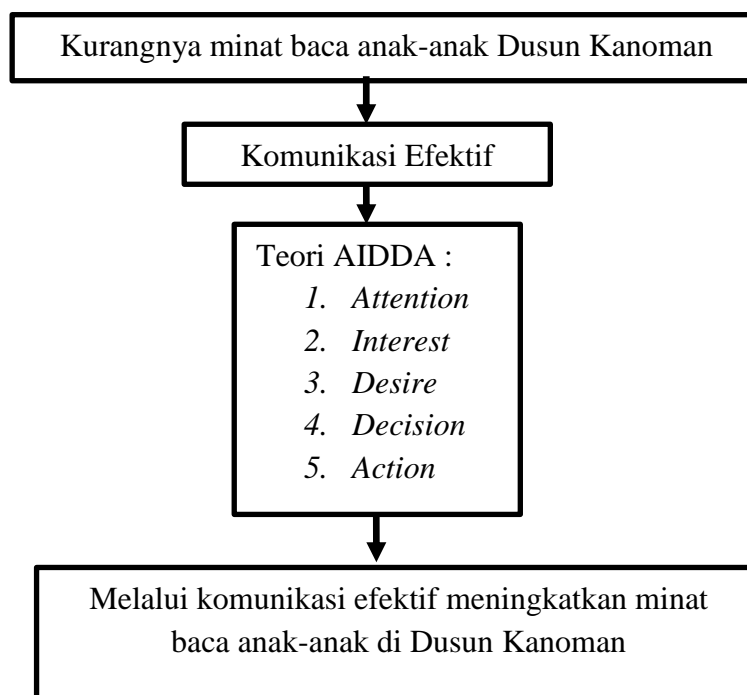 Kurangnya minat baca anak-anak Dusun Kanoman
Komunikasi Efektif
Teori AIDDA :
1. Attention
2. Interest
3. Desire
4. Decision
5. Action
Melalui komunikasi efektif meningkatkan minat
baca anak-anak di Dusun Kanoman